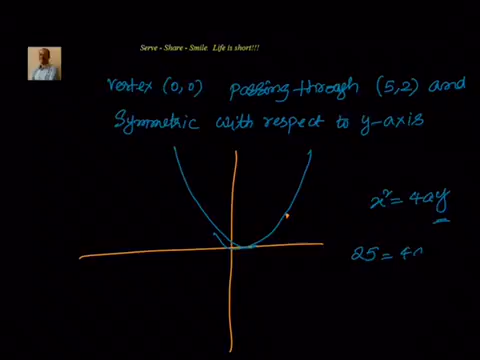 Serve - Share - Smile. Life is short!!!
Vertex (0,0) passing through (5,2) and
Symmetric with respect to y-axis
x² = 4ay
25 = 4a